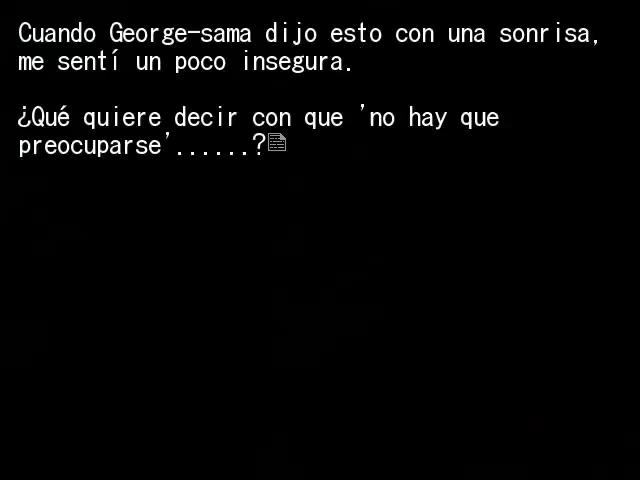 Cuando George-sama dijo esto con una sonrisa,
me sentí un poco insegura.
¿Qué quiere decir con que 'no hay que
preocuparse'......?